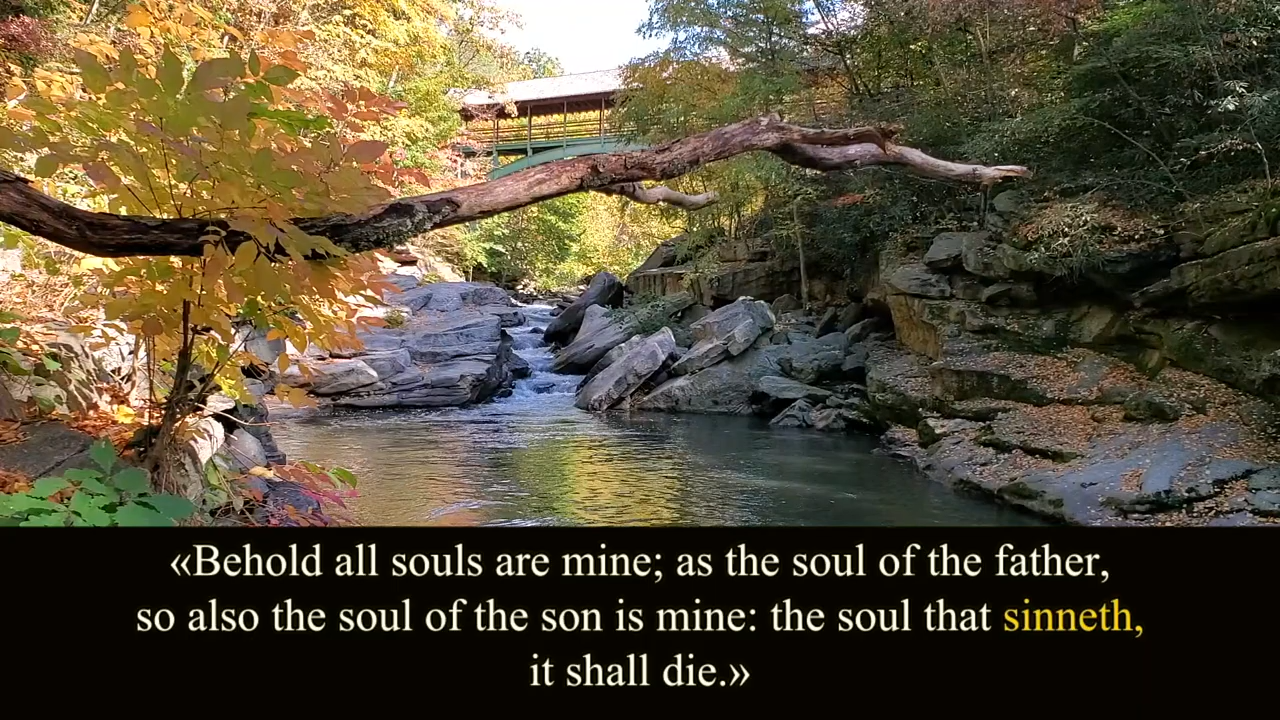 «Behold all souls are mine; as the soul of the father,
so also the soul of the son is mine: the soul that sinneth,
it shall die.»